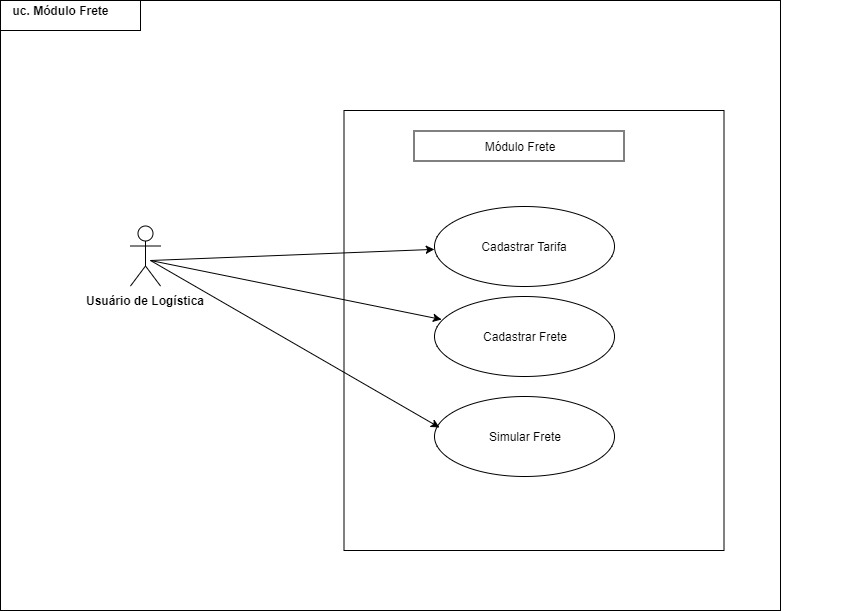 uc. Módulo Frete
Módulo Frete
Cadastrar Tarifa
Usuário de Logística
Cadastrar Frete
Simular Frete